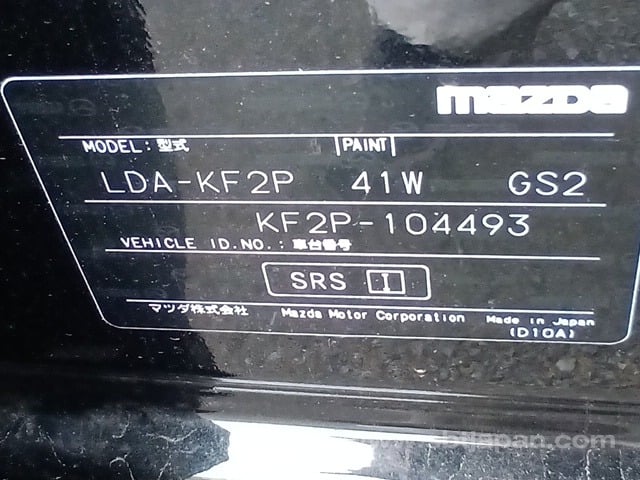 mazda
MODEL: 型式 PAINT
LDA-KF2P 41W GS2
KF2P-104493
VEHICLE ID.NO.: 車台番号
SRS I
マツダ株式会社 Mazda Motor Corporation Made in Japan
(D10A)